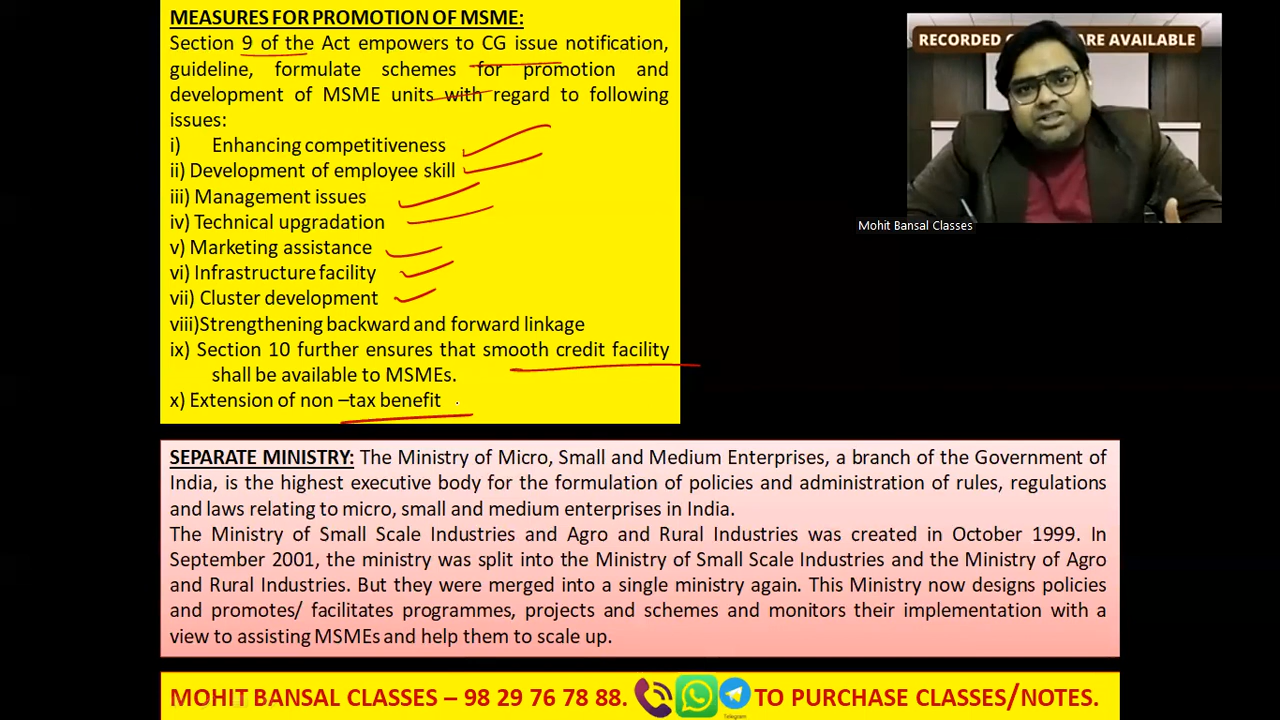 MEASURES FOR PROMOTION OF MSME:
Section 9 of the Act empowers to CG issue notification,
guideline, formulate schemes for promotion and
development of MSME units with regard to following
issues:
i) Enhancing competitiveness
ii) Development of employee skill
iii) Management issues
iv) Technical upgradation
v) Marketing assistance
vi) Infrastructure facility
vii) Cluster development
viii)Strengthening backward and forward linkage
ix) Section 10 further ensures that smooth credit facility
shall be available to MSMEs.
x) Extension of non –tax benefit
RECORDED ARE AVAILABLE
Mohit Bansal Classes
SEPARATE MINISTRY: The Ministry of Micro, Small and Medium Enterprises, a branch of the Government of
India, is the highest executive body for the formulation of policies and administration of rules, regulations
and laws relating to micro, small and medium enterprises in India.
The Ministry of Small Scale Industries and Agro and Rural Industries was created in October 1999. In
September 2001, the ministry was split into the Ministry of Small Scale Industries and the Ministry of Agro
and Rural Industries. But they were merged into a single ministry again. This Ministry now designs policies
and promotes/ facilitates programmes, projects and schemes and monitors their implementation with a
view to assisting MSMEs and help them to scale up.
MOHIT BANSAL CLASSES – 98 29 76 78 88. TO PURCHASE CLASSES/NOTES.
Telegram